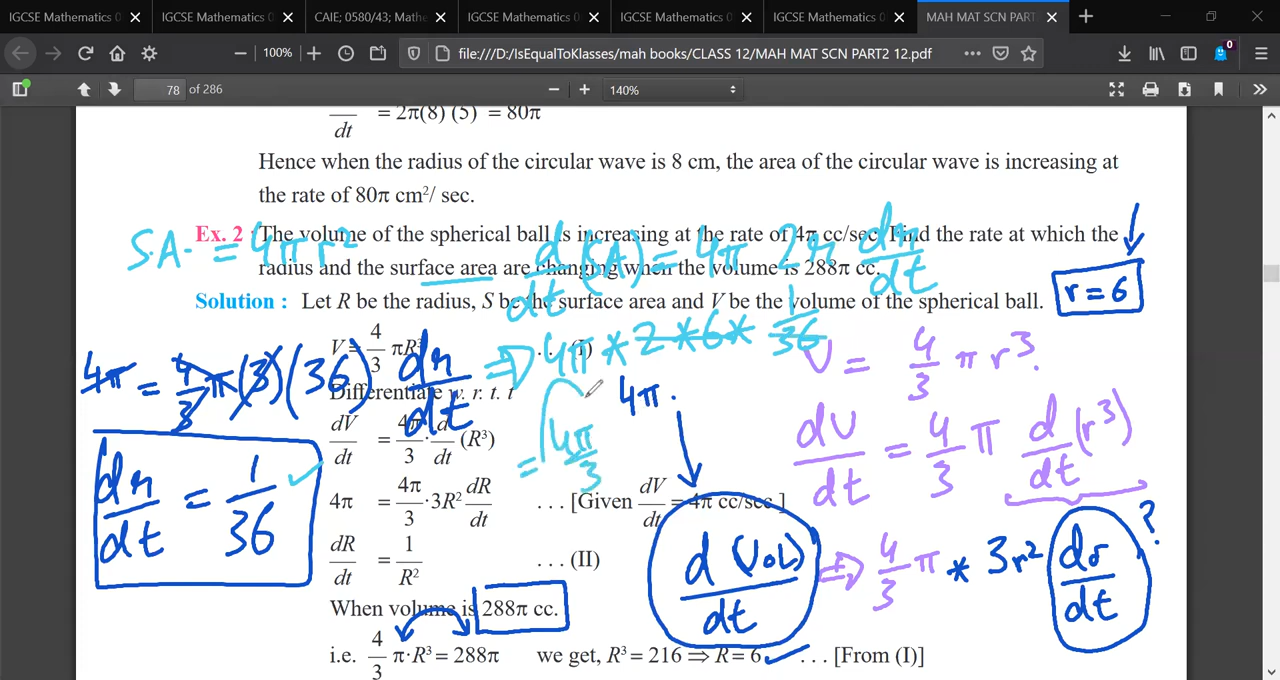 IGCSE Mathematics 0 IGCSE Mathematics 0580 CAIE; 0580/43; Mathe IGCSE Mathematics 0 IGCSE Mathematics 0 IGCSE Mathematics 0 MAH MAT SCN PART
100% file:///D:/IsEqualToKlasses/mah books/CLASS 12/MAH MAT SCN PART2 12.pdf
78 of 286 140%
dt = 2π(8) (5) = 80π
Hence when the radius of the circular wave is 8 cm, the area of the circular wave is increasing at
the rate of 80π cm²/ sec.
Ex. 2 : The volume of the spherical ball is increasing at the rate of 4π cc/sec. Find the rate at which the
radius and the surface area are changing when the volume is 288π cc.
S.A. = 4πr² d/dt (SA) = 4π 2r dr/dt
r = 6
Solution : Let R be the radius, S be the surface area and V be the volume of the spherical ball.
V = 4/3 πR³ . . . (I)
⇒ 4π * 2 * 6 * 1/36
V = 4/3 π r³.
4π = 4/3 π (3) (36) dr/dt
Differentiate w. r. t. t
4π.
dV/dt = 4π/3 · d/dt (R³)
= 4π/3
dV/dt = 4/3 π d/dt (r³)
dr/dt = 1/36
4π = 4π/3 · 3R² dR/dt . . . [Given dV/dt = 4π cc/sec ]
dR/dt = 1/R² . . . (II)
d (Vol)/dt ⇒ 4/3 π * 3r² dr/dt ?
When volume is 288π cc.
i.e. 4/3 π·R³ = 288π we get, R³ = 216 ⇒ R = 6 . . . [From (I)]